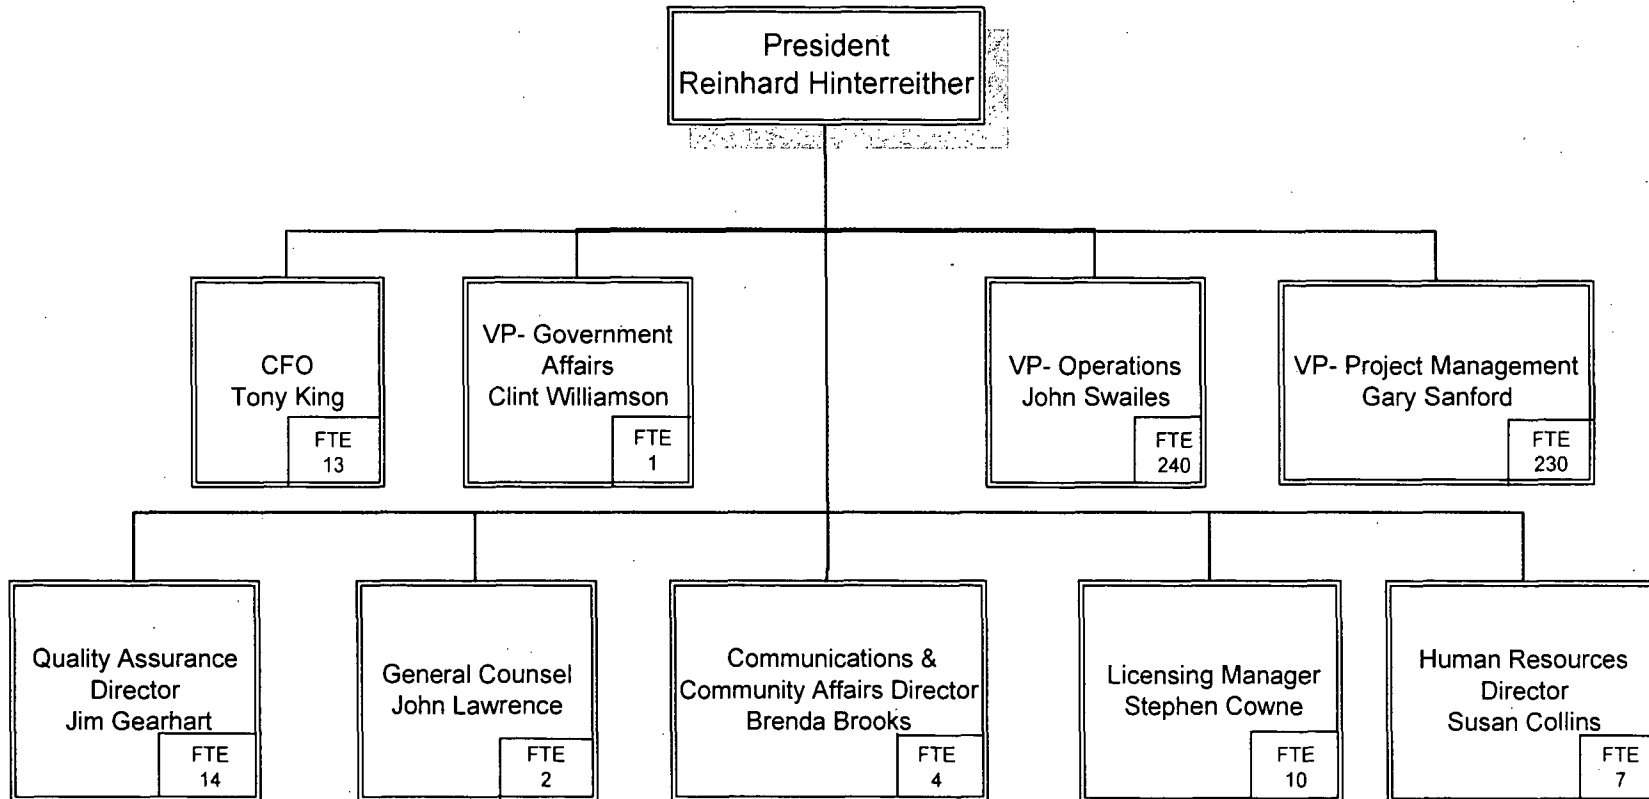 President
Reinhard Hinterreither
CFO
Tony King
FTE
13
VP- Government
Affairs
Clint Williamson
FTE
1
VP- Operations
John Swailes
FTE
240
VP- Project Management
Gary Sanford
FTE
230
Quality Assurance
Director
Jim Gearhart
FTE
14
General Counsel
John Lawrence
FTE
2
Communications &
Community Affairs Director
Brenda Brooks
FTE
4
Licensing Manager
Stephen Cowne
FTE
10
Human Resources
Director
Susan Collins
FTE
7